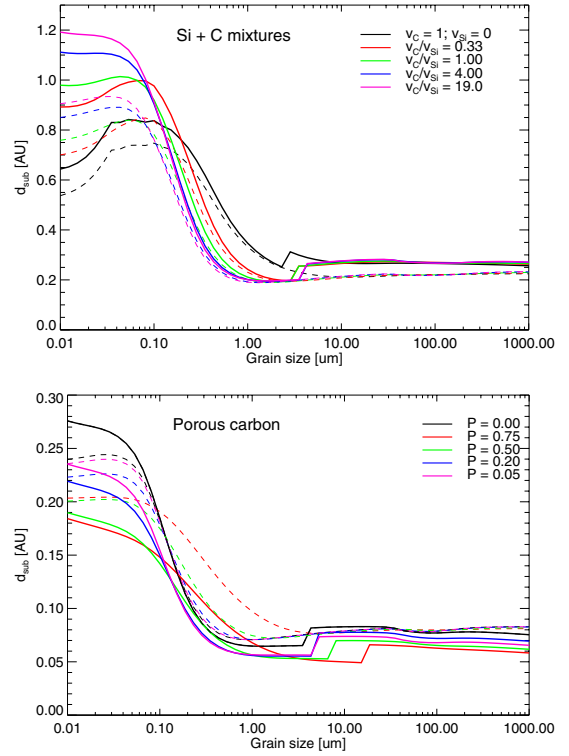 Si + C mixtures
v_C = 1; v_Si = 0
v_C/v_Si = 0.33
v_C/v_Si = 1.00
v_C/v_Si = 4.00
v_C/v_Si = 19.0
1.2
1.0
0.8
0.6
0.4
0.2
0.0
d_sub [AU]
0.01 0.10 1.00 10.00 100.00 1000.00
Grain size [um]
Porous carbon
P = 0.00
P = 0.75
P = 0.50
P = 0.20
P = 0.05
0.30
0.25
0.20
0.15
0.10
0.05
0.00
d_sub [AU]
0.01 0.10 1.00 10.00 100.00 1000.00
Grain size [um]